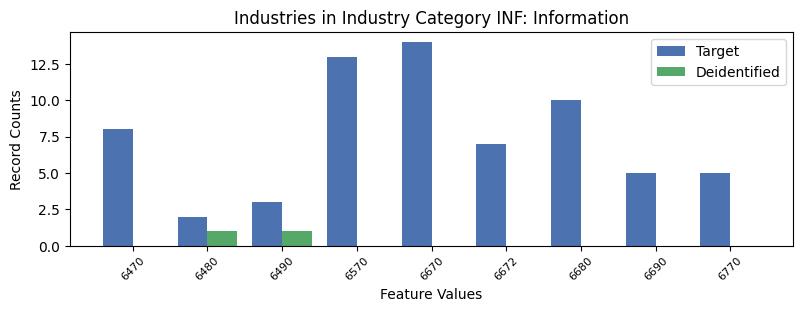 Industries in Industry Category INF: Information
Target
Deidentified
Record Counts
12.5
10.0
7.5
5.0
2.5
0.0
6470 6480 6490 6570 6670 6672 6680 6690 6770
Feature Values